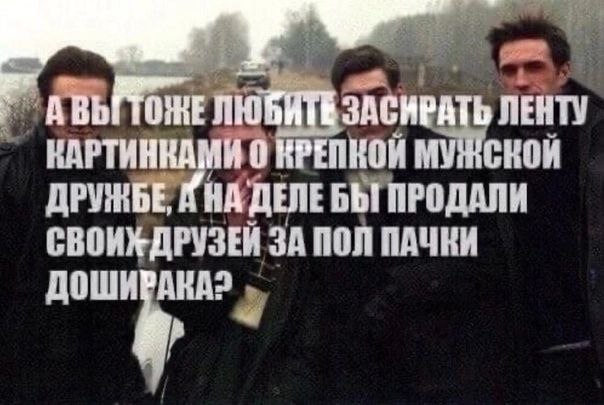 А ВЫ ТОЖЕ ЛЮБИТЕ ЗАСИРАТЬ ЛЕНТУ
КАРТИНКАМИ О КРЕПКОЙ МУЖСКОЙ
ДРУЖБЕ, А НА ДЕЛЕ БЫ ПРОДАЛИ
СВОИХ ДРУЗЕЙ ЗА ПОЛ ПАЧКИ
ДОШИРАКА?